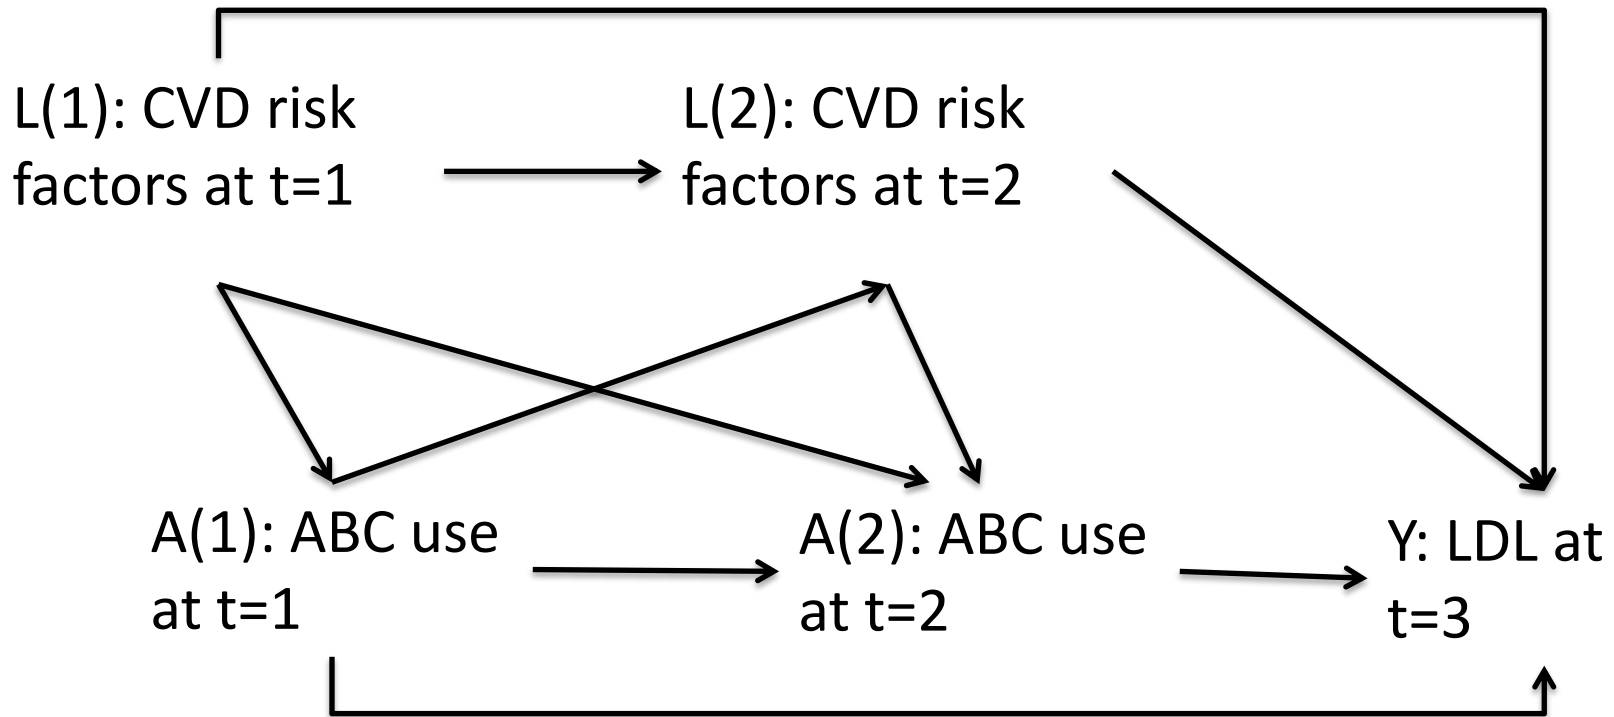 L(1): CVD risk
factors at t=1
L(2): CVD risk
factors at t=2
A(1): ABC use
at t=1
A(2): ABC use
at t=2
Y: LDL at
t=3